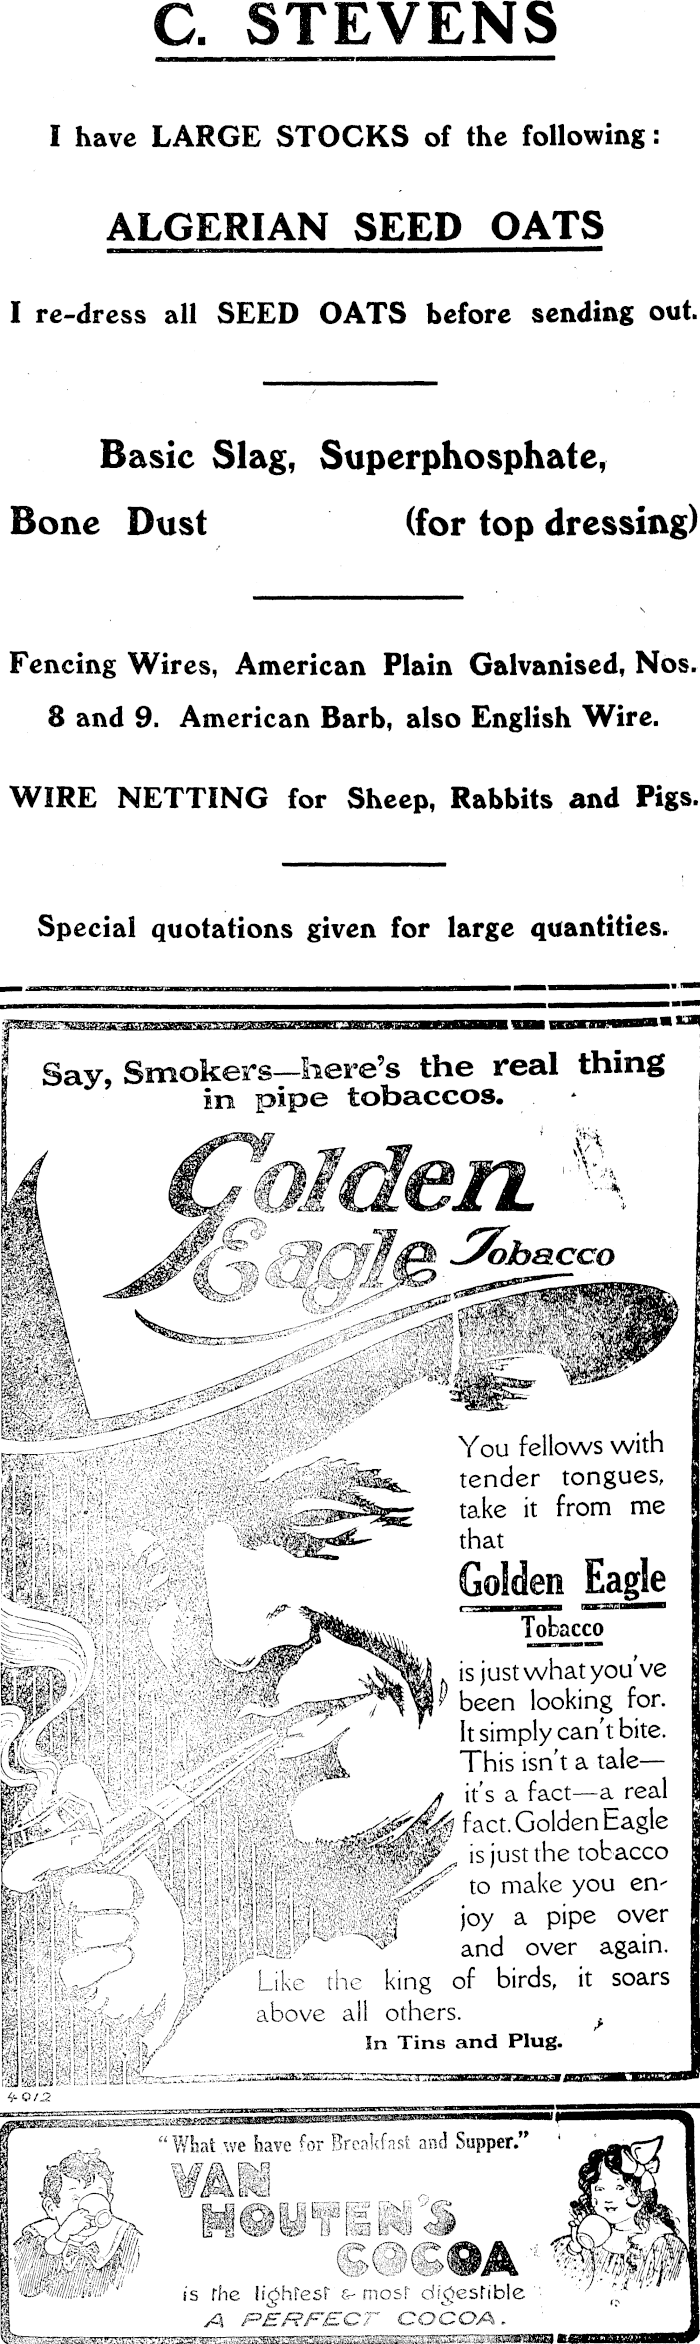 C. STEVENS
I have LARGE STOCKS of the following:
ALGERIAN SEED OATS
I re-dress all SEED OATS before sending out.
Basic Slag, Superphosphate,
Bone Dust (for top dressing)
Fencing Wires, American Plain Galvanised, Nos.
8 and 9. American Barb, also English Wire.
WIRE NETTING for Sheep, Rabbits and Pigs.
Special quotations given for large quantities.
Say, Smokers—here's the real thing
in pipe tobaccos.
Golden
Eagle Tobacco
You fellows with
tender tongues,
take it from me
that
Golden Eagle
Tobacco
is just what you've
been looking for.
It simply can't bite.
This isn't a tale—
it's a fact—a real
fact. Golden Eagle
is just the tobacco
to make you en-
joy a pipe over
and over again.
Like the king of birds, it soars
above all others.
In Tins and Plug.
4912
"What we have for Breakfast and Supper."
VAN
HOUTEN'S
COCOA
is the lightest & most digestible
A PERFECT COCOA.